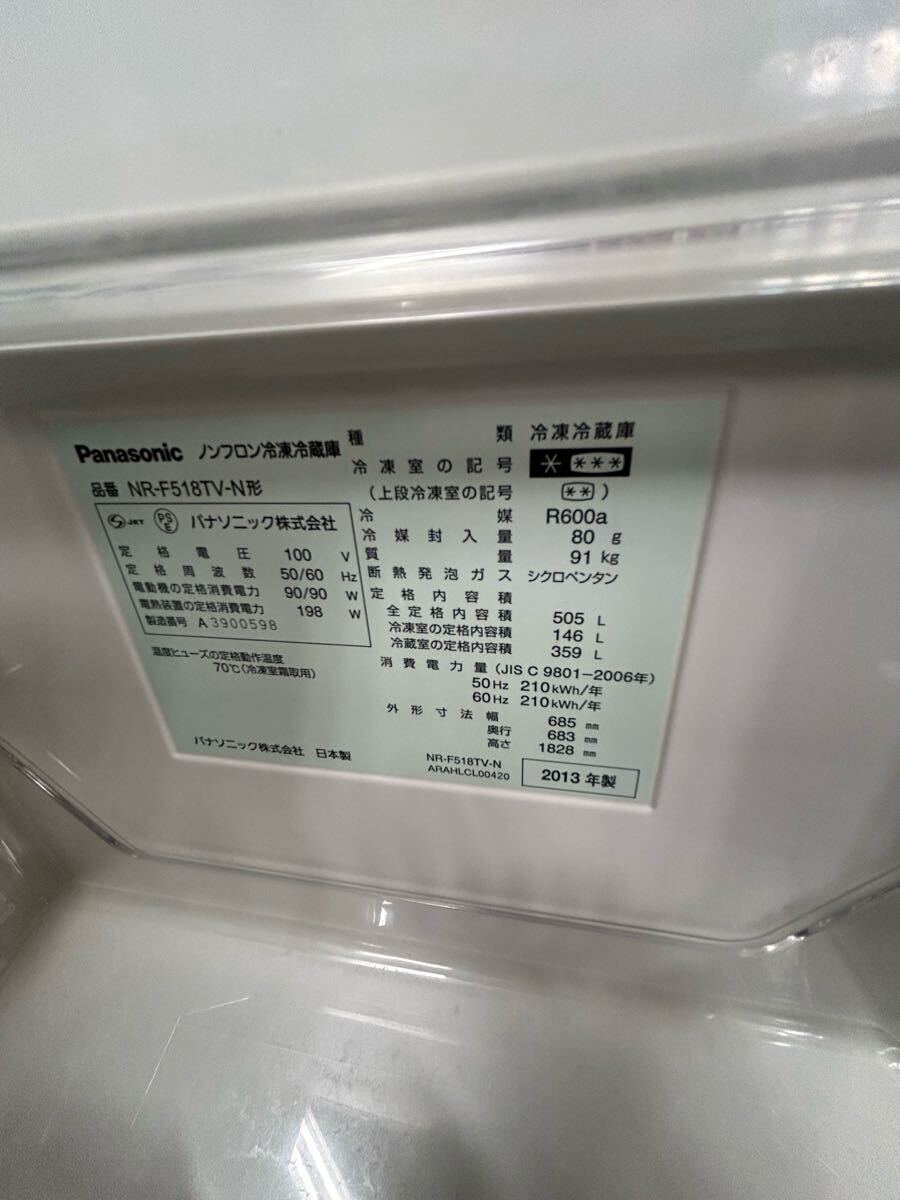 Panasonic ノンフロン冷凍冷蔵庫
品番 NR-F518TV-N形
JET PSE パナソニック株式会社
定格電圧 100 V
定格周波数 50/60 Hz
電動機の定格消費電力 90/90 W
電熱装置の定格消費電力 198 W
製造番号 A 3900598
温度ヒューズの定格動作温度
70℃(冷凍室霜取用)
パナソニック株式会社 日本製
種類 冷凍冷蔵庫
冷凍室の記号 * ***
(上段冷凍室の記号 ** )
冷媒 R600a
冷媒封入量 80 g
質量 91 kg
断熱発泡ガス シクロペンタン
定格内容積
全定格内容積 505 L
冷凍室の定格内容積 146 L
冷蔵室の定格内容積 359 L
消費電力量(JIS C 9801-2006年)
50Hz 210kWh/年
60Hz 210kWh/年
外形寸法 幅 685 mm
奥行 683 mm
高さ 1828 mm
NR-F518TV-N
ARAHLCL00420
2013年製